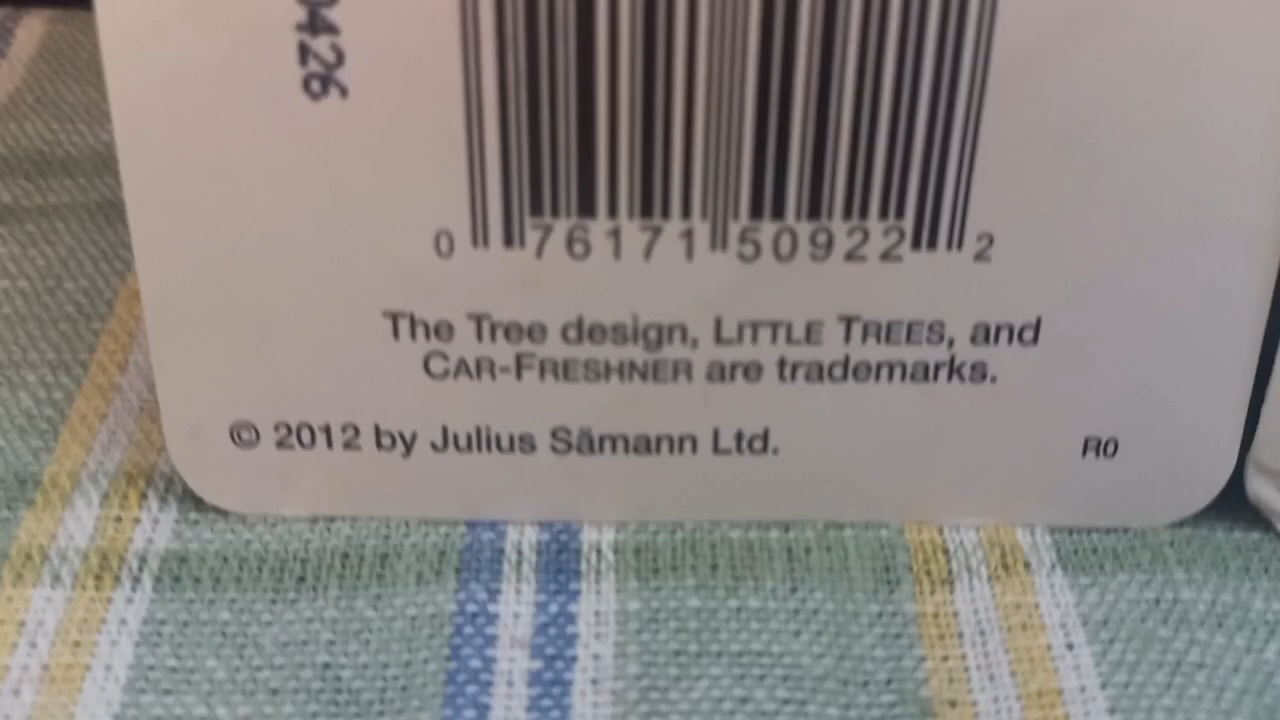 0426
0 76171 50922 2
The Tree design, LITTLE TREES, and
CAR-FRESHNER are trademarks.
© 2012 by Julius Sämann Ltd.
R0